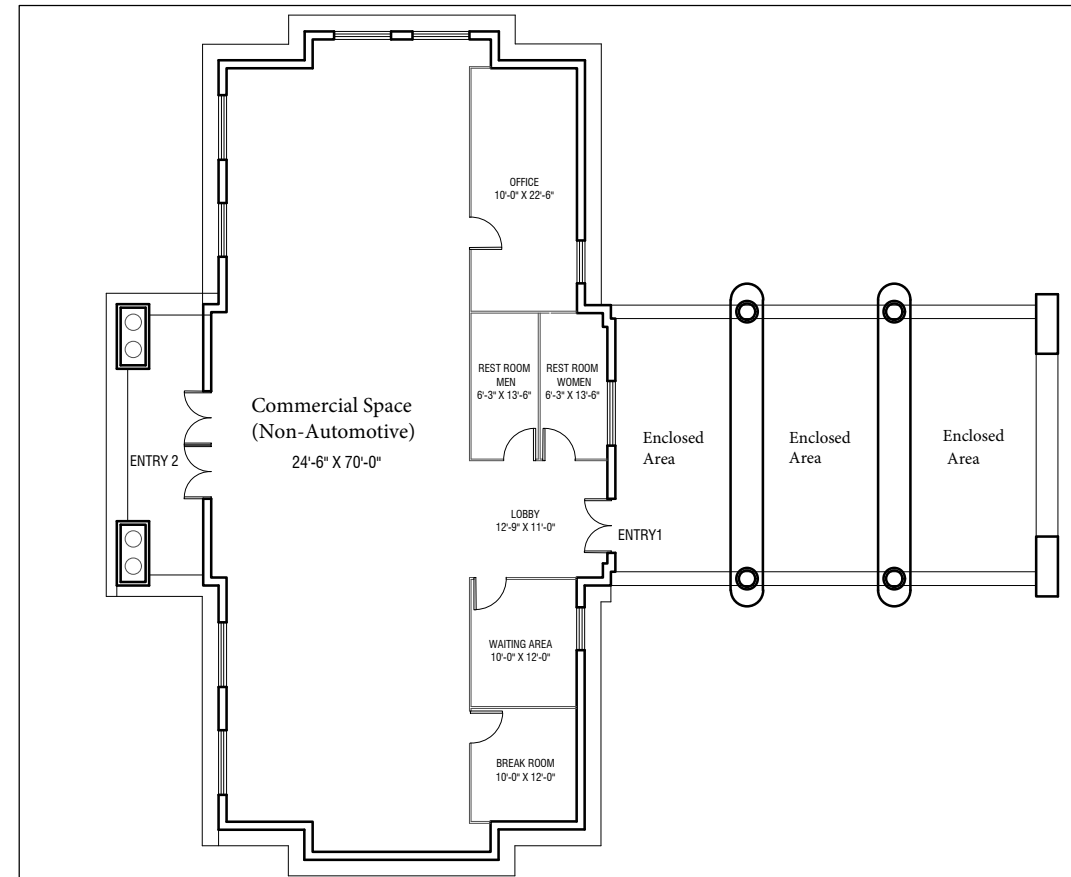 OFFICE
10'-0" X 22'-6"
REST ROOM
MEN
6'-3" X 13'-6"
REST ROOM
WOMEN
6'-3" X 13'-6"
Commercial Space
(Non-Automotive)
24'-6" X 70'-0"
ENTRY 2
Enclosed
Area
Enclosed
Area
Enclosed
Area
LOBBY
12'-9" X 11'-0"
ENTRY1
WAITING AREA
10'-0" X 12'-0"
BREAK ROOM
10'-0" X 12'-0"